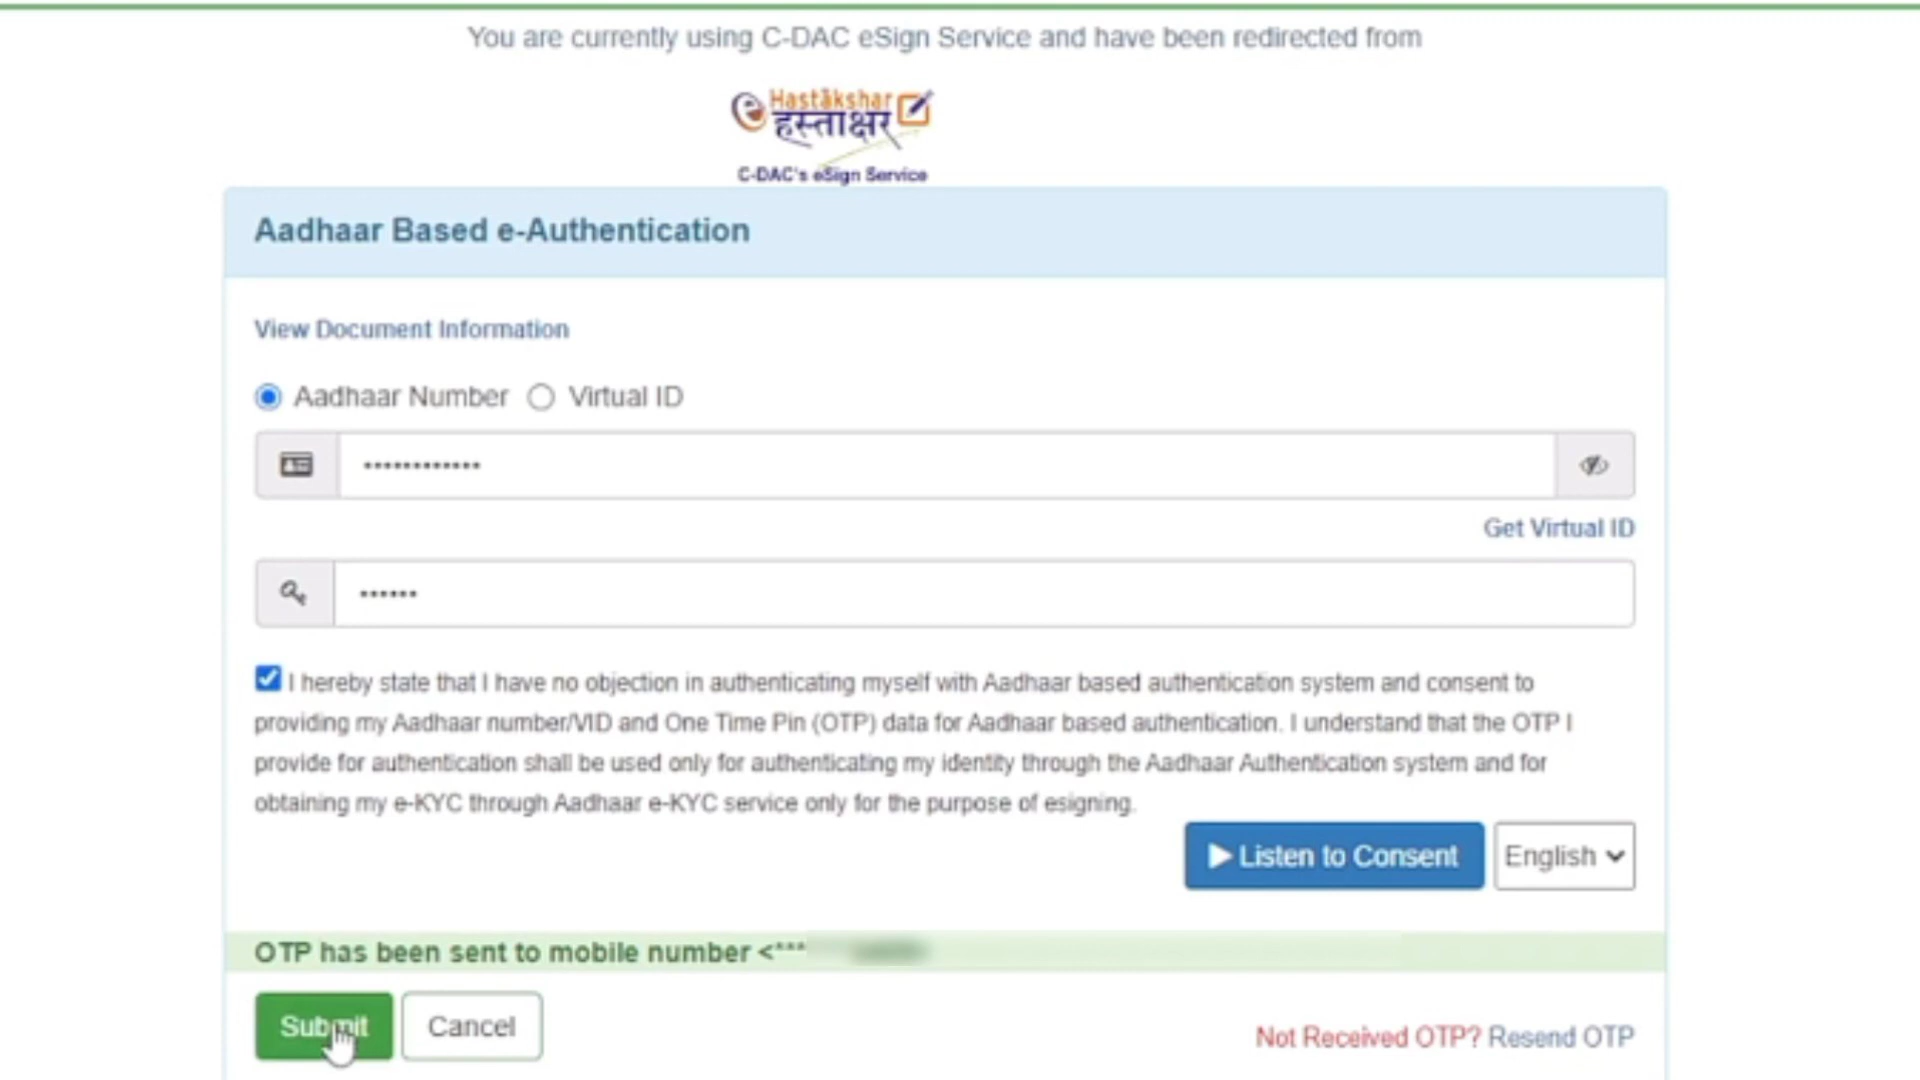 You are currently using C-DAC eSign Service and have been redirected from
e Hastākshar
हस्ताक्षर
C-DAC's eSign Service
Aadhaar Based e-Authentication
View Document Information
Aadhaar Number Virtual ID
••••••••••••
Get Virtual ID
••••••
I hereby state that I have no objection in authenticating myself with Aadhaar based authentication system and consent to
providing my Aadhaar number/VID and One Time Pin (OTP) data for Aadhaar based authentication. I understand that the OTP I
provide for authentication shall be used only for authenticating my identity through the Aadhaar Authentication system and for
obtaining my e-KYC through Aadhaar e-KYC service only for the purpose of esigning.
Listen to Consent English
OTP has been sent to mobile number <***
Submit Cancel
Not Received OTP? Resend OTP